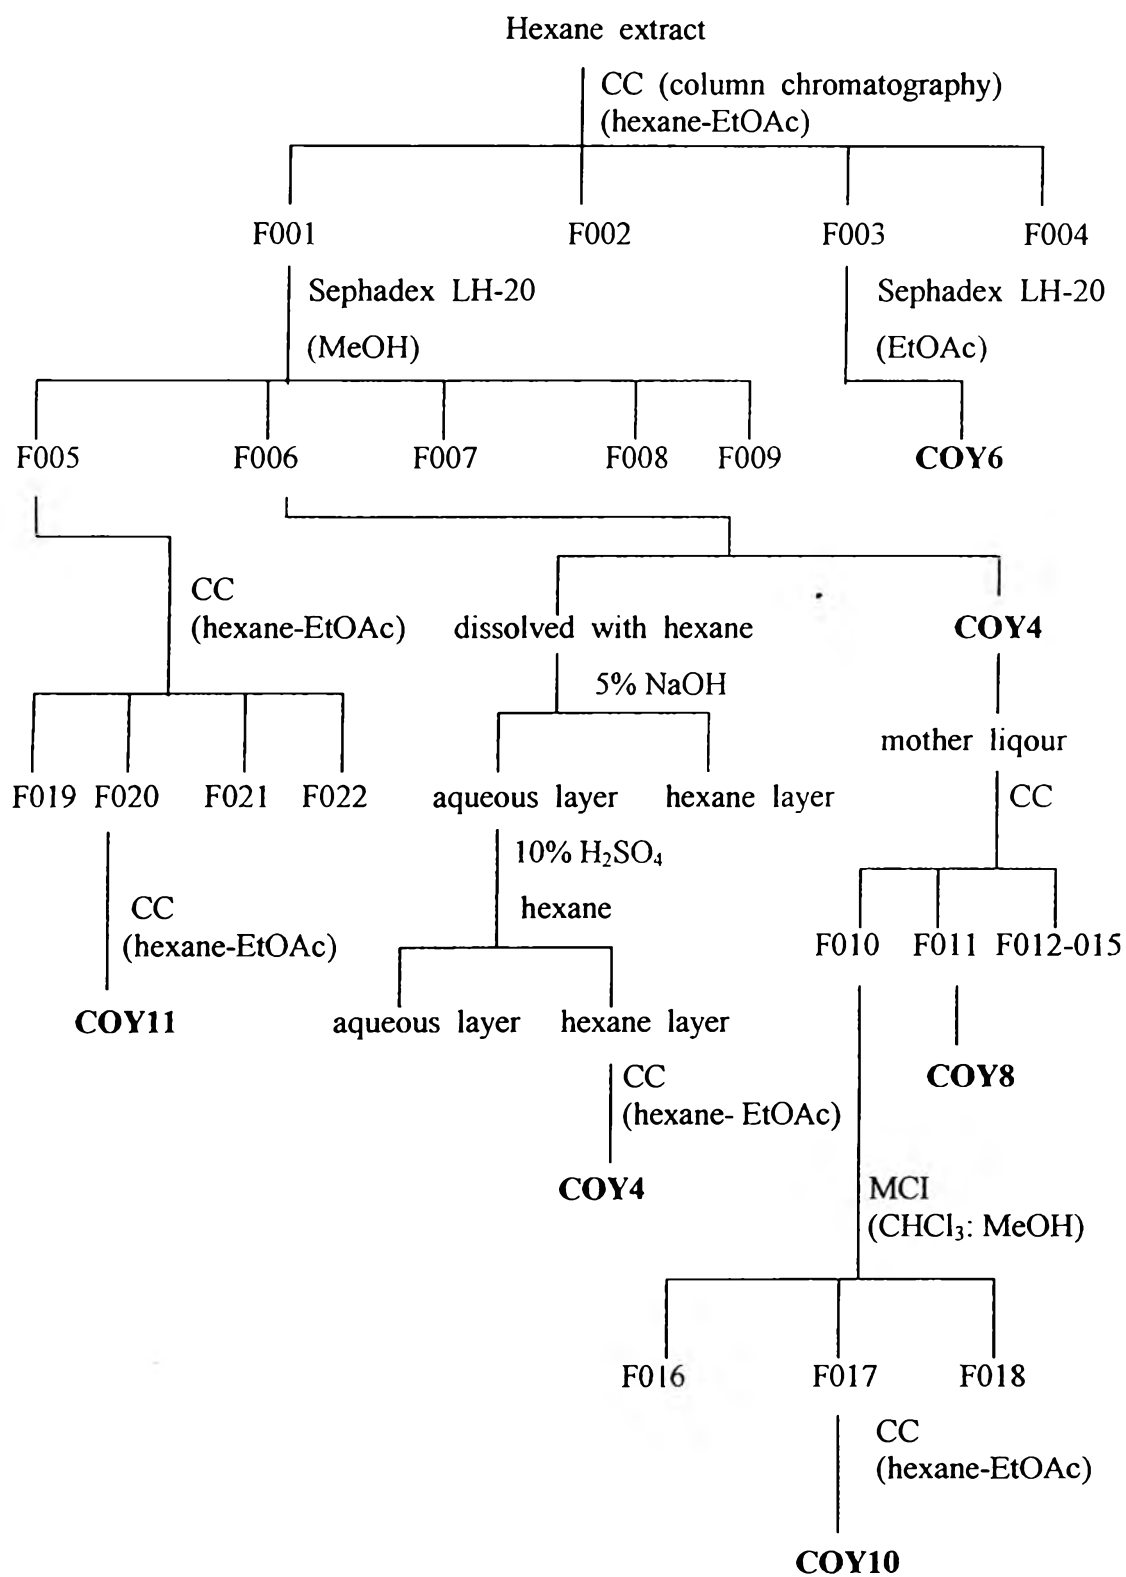 Hexane extract
CC (column chromatography)
(hexane-EtOAc)
F001 F002 F003 F004
Sephadex LH-20 Sephadex LH-20
(MeOH) (EtOAc)
F005 F006 F007 F008 F009 COY6
CC
(hexane-EtOAc) dissolved with hexane COY4
5% NaOH
mother liqour
F019 F020 F021 F022 aqueous layer hexane layer CC
10% H₂SO₄
CC hexane
(hexane-EtOAc) F010 F011 F012-015
COY11 aqueous layer hexane layer
CC COY8
(hexane- EtOAc)
COY4 MCI
(CHCl₃: MeOH)
F016 F017 F018
CC
(hexane-EtOAc)
COY10